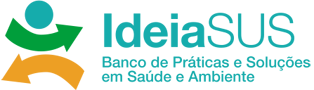 IdeiaSUS
Banco de Práticas e Soluções
em Saúde e Ambiente